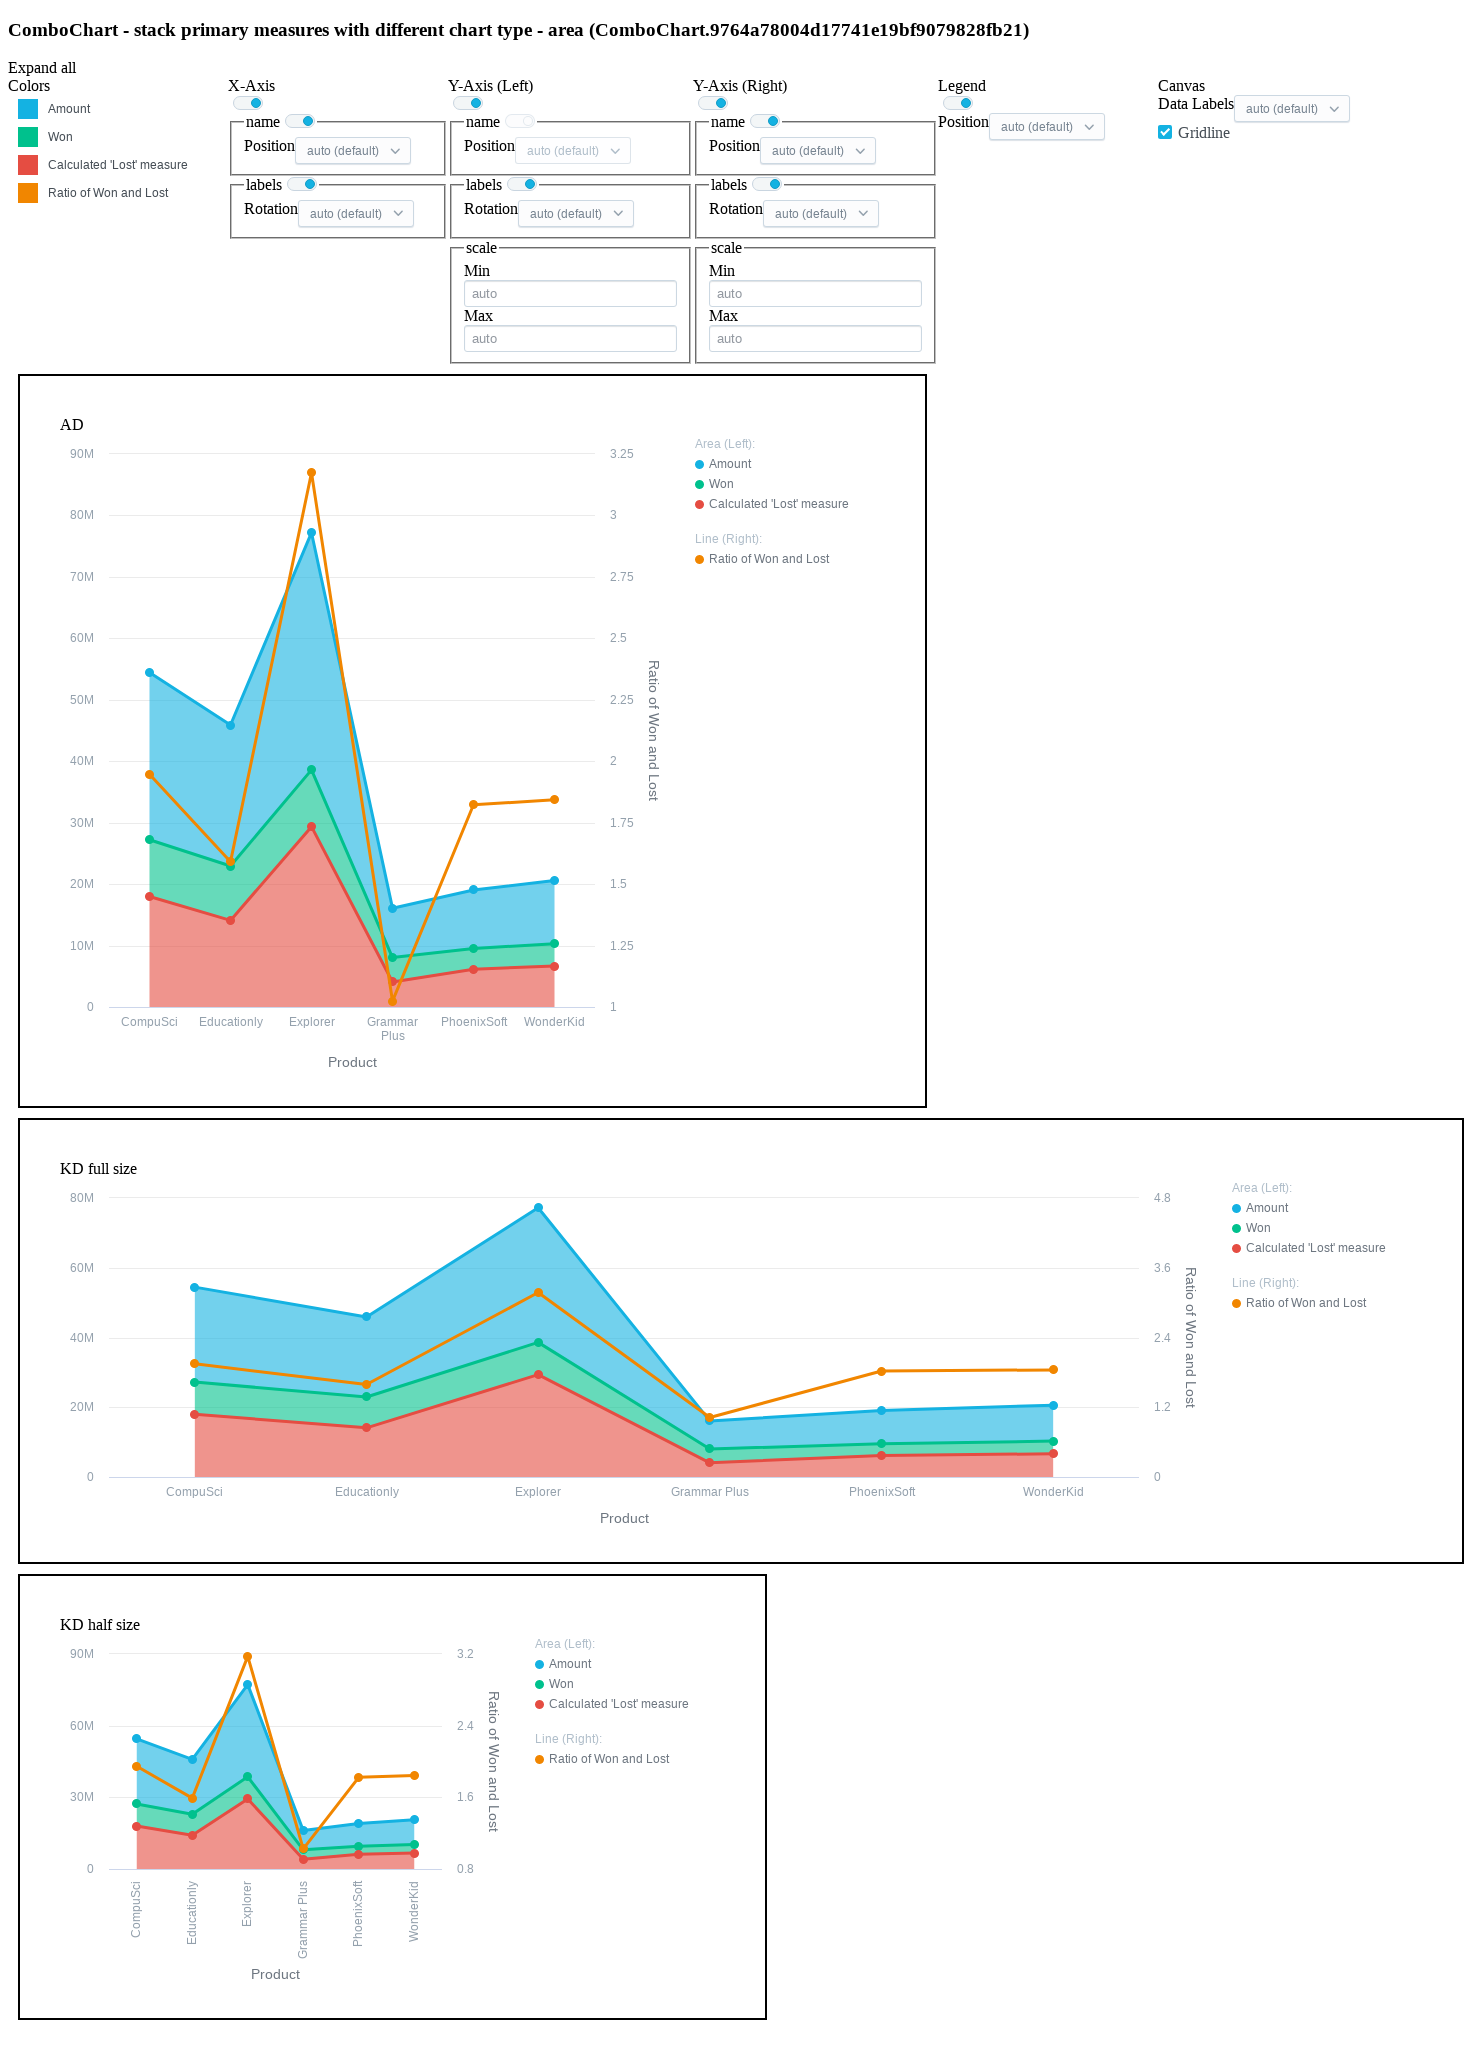 ComboChart - stack primary measures with different chart type - area (ComboChart.9764a78004d17741e19bf9079828fb21)
Expand all
Colors
Amount
Won
Calculated 'Lost' measure
Ratio of Won and Lost
X-Axis
name
Position auto (default)
labels
Rotation auto (default)
Y-Axis (Left)
name
Position auto (default)
labels
Rotation auto (default)
scale
Min
auto
Max
auto
Y-Axis (Right)
name
Position auto (default)
labels
Rotation auto (default)
scale
Min
auto
Max
auto
Legend
Position auto (default)
Canvas
Data Labels auto (default)
Gridline
AD
90M
80M
70M
60M
50M
40M
30M
20M
10M
0
3.25
3
2.75
2.5
2.25
2
1.75
1.5
1.25
1
Ratio of Won and Lost
CompuSci
Educationly
Explorer
Grammar
Plus
PhoenixSoft
WonderKid
Product
Area (Left):
Amount
Won
Calculated 'Lost' measure
Line (Right):
Ratio of Won and Lost
KD full size
80M
60M
40M
20M
0
4.8
3.6
2.4
1.2
0
Ratio of Won and Lost
CompuSci
Educationly
Explorer
Grammar Plus
PhoenixSoft
WonderKid
Product
Area (Left):
Amount
Won
Calculated 'Lost' measure
Line (Right):
Ratio of Won and Lost
KD half size
90M
60M
30M
0
3.2
2.4
1.6
0.8
Ratio of Won and Lost
CompuSci
Educationly
Explorer
Grammar Plus
PhoenixSoft
WonderKid
Product
Area (Left):
Amount
Won
Calculated 'Lost' measure
Line (Right):
Ratio of Won and Lost